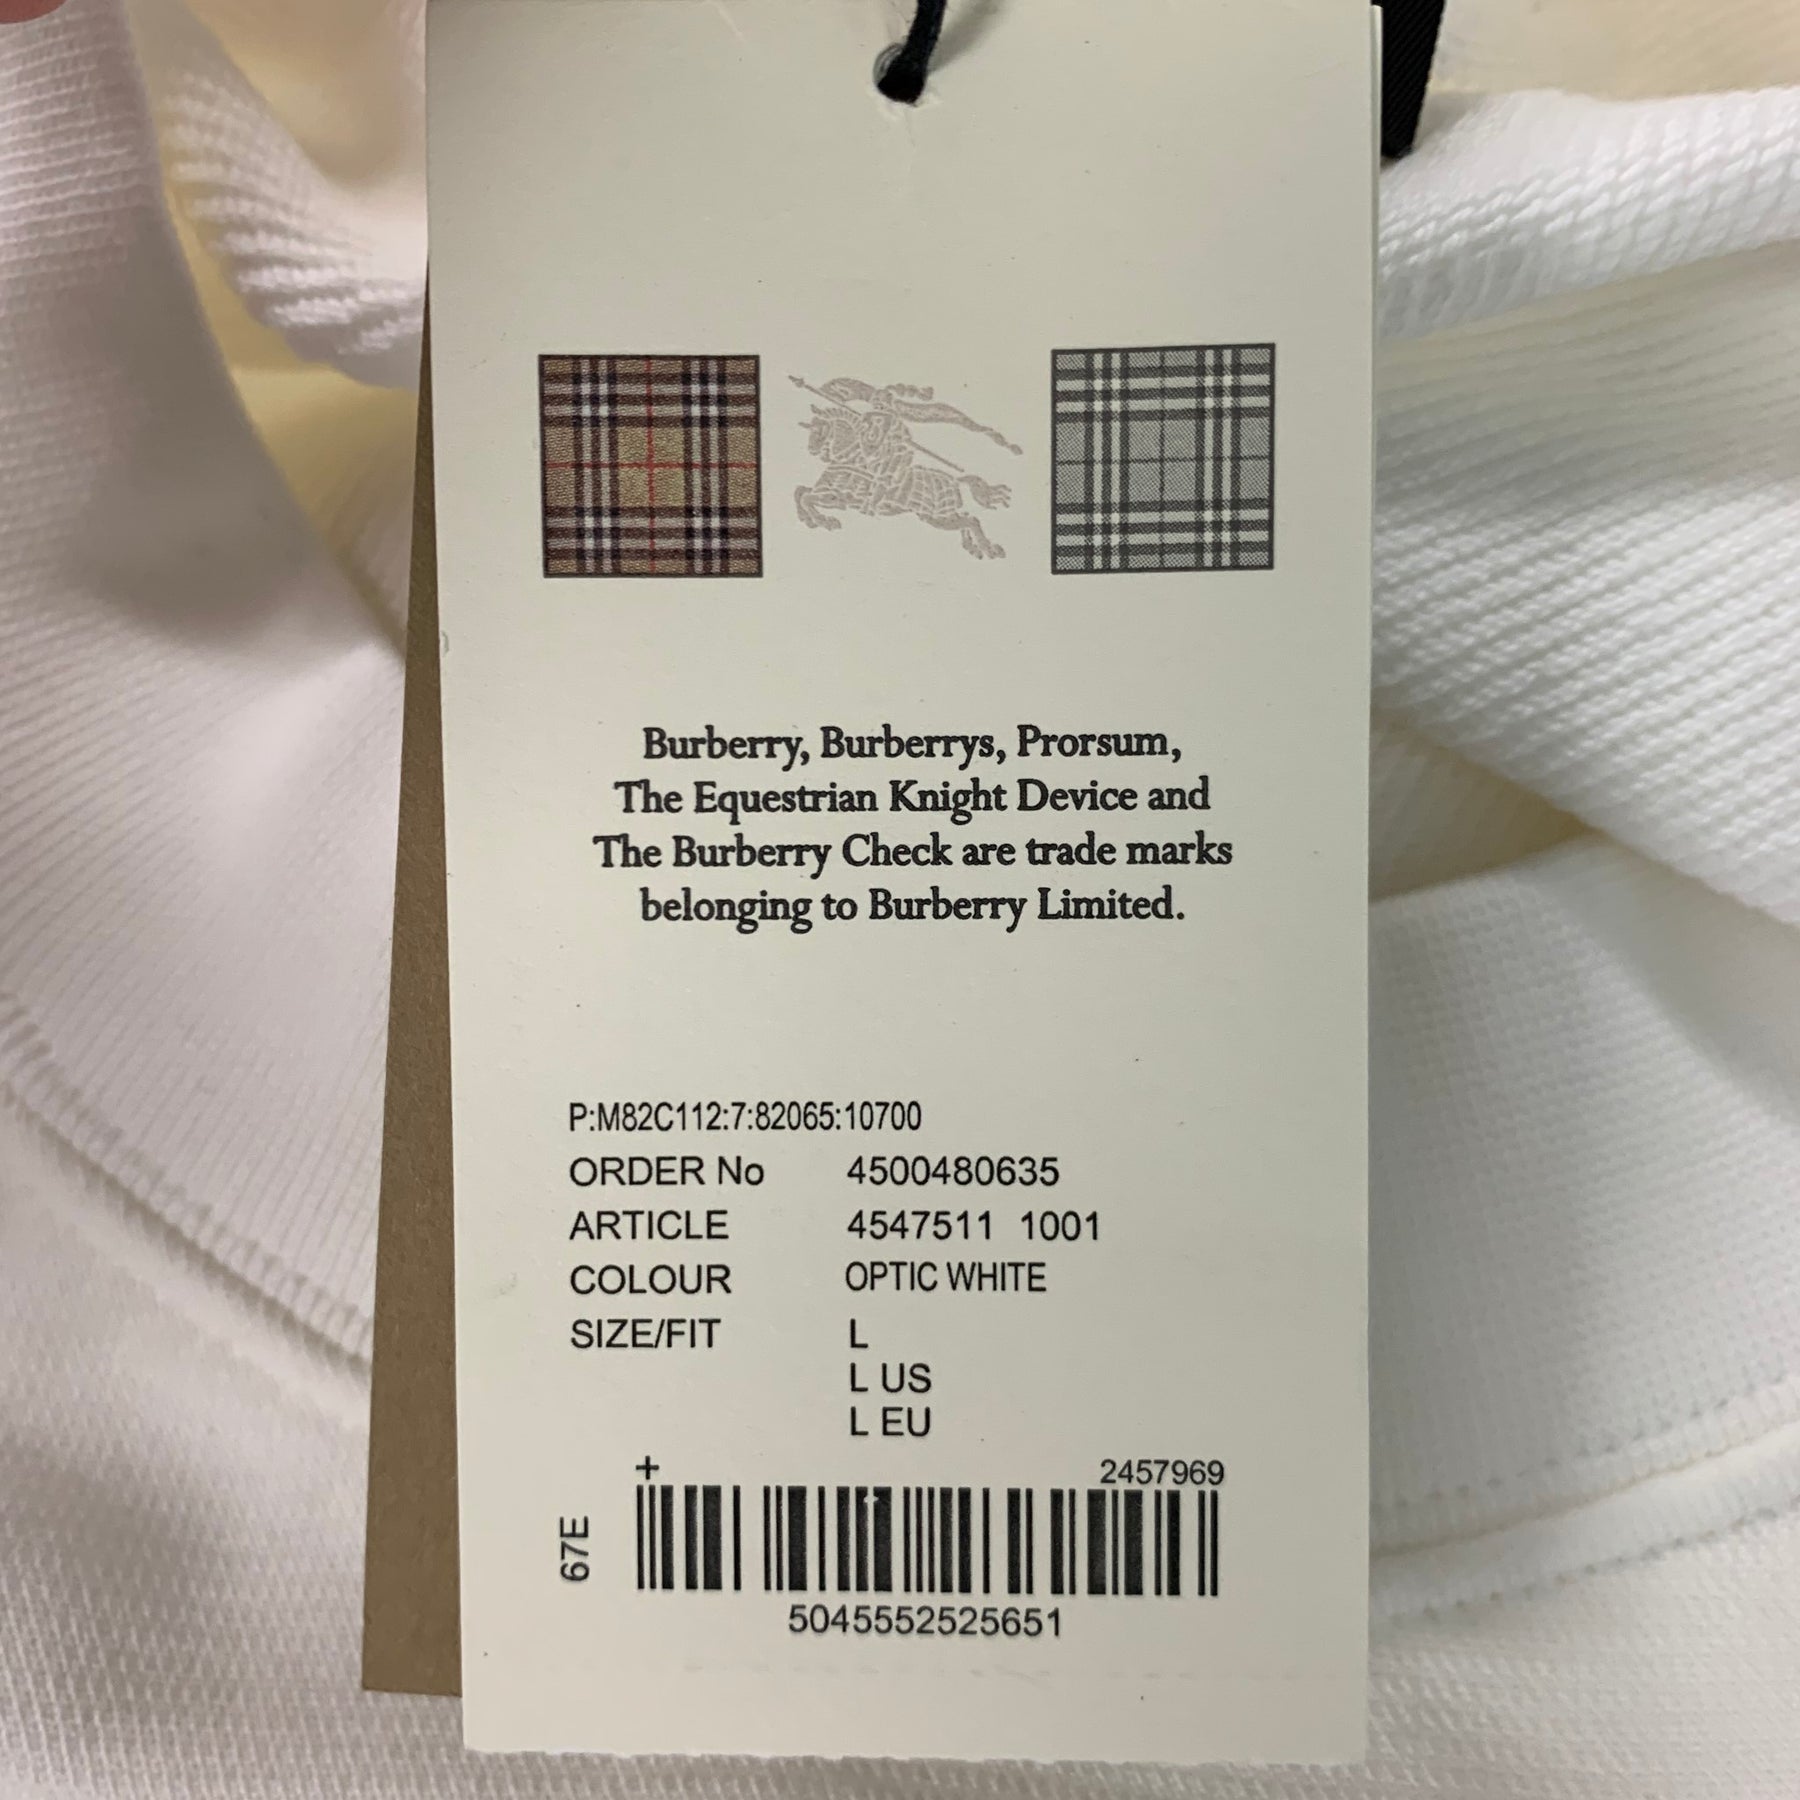 Burberry, Burberrys, Prorsum,
The Equestrian Knight Device and
The Burberry Check are trade marks
belonging to Burberry Limited.
P:M82C112:7:82065:10700
ORDER No 4500480635
ARTICLE 4547511 1001
COLOUR OPTIC WHITE
SIZE/FIT L
L US
L EU
+ 2457969
67E
5045552525651